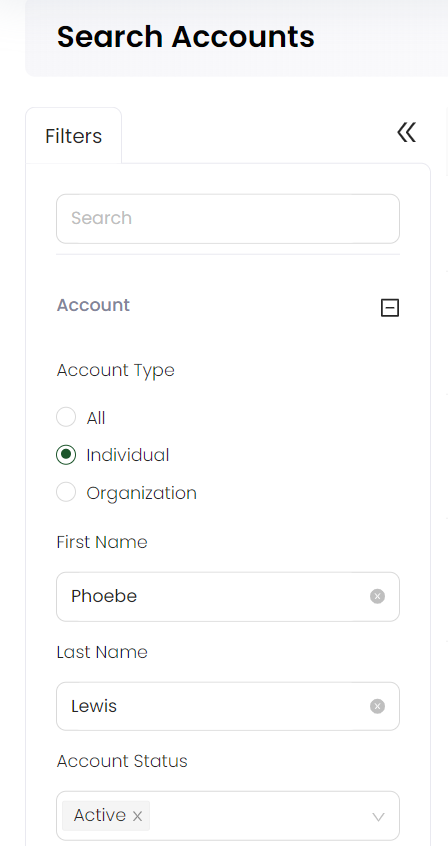 Search Accounts
Filters
Search
Account
Account Type
All
Individual
Organization
First Name
Phoebe
Last Name
Lewis
Account Status
Active